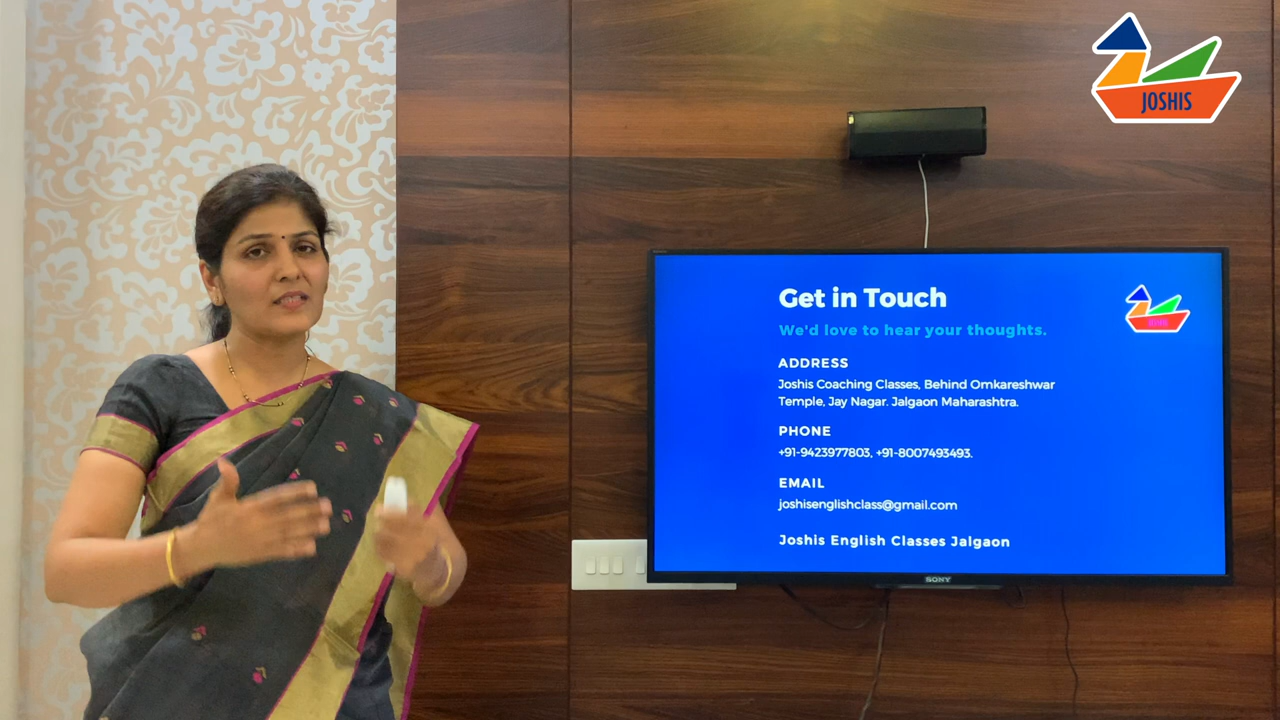 JOSHIS
Get in Touch
We'd love to hear your thoughts.
ADDRESS
Joshis Coaching Classes, Behind Omkareshwar
Temple, Jay Nagar. Jalgaon Maharashtra.
PHONE
+91-9423977803, +91-8007493493.
EMAIL
joshisenglishclass@gmail.com
Joshis English Classes Jalgaon
SONY